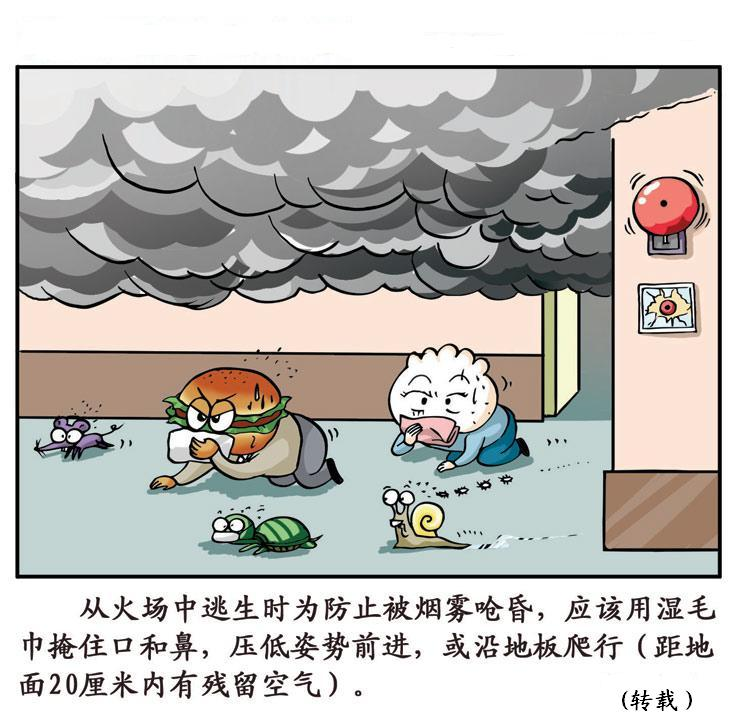 从火场中逃生时为防止被烟雾呛昏，应该用湿毛
巾掩住口和鼻，压低姿势前进，或沿地板爬行（距地
面20厘米内有残留空气）。
（转载）